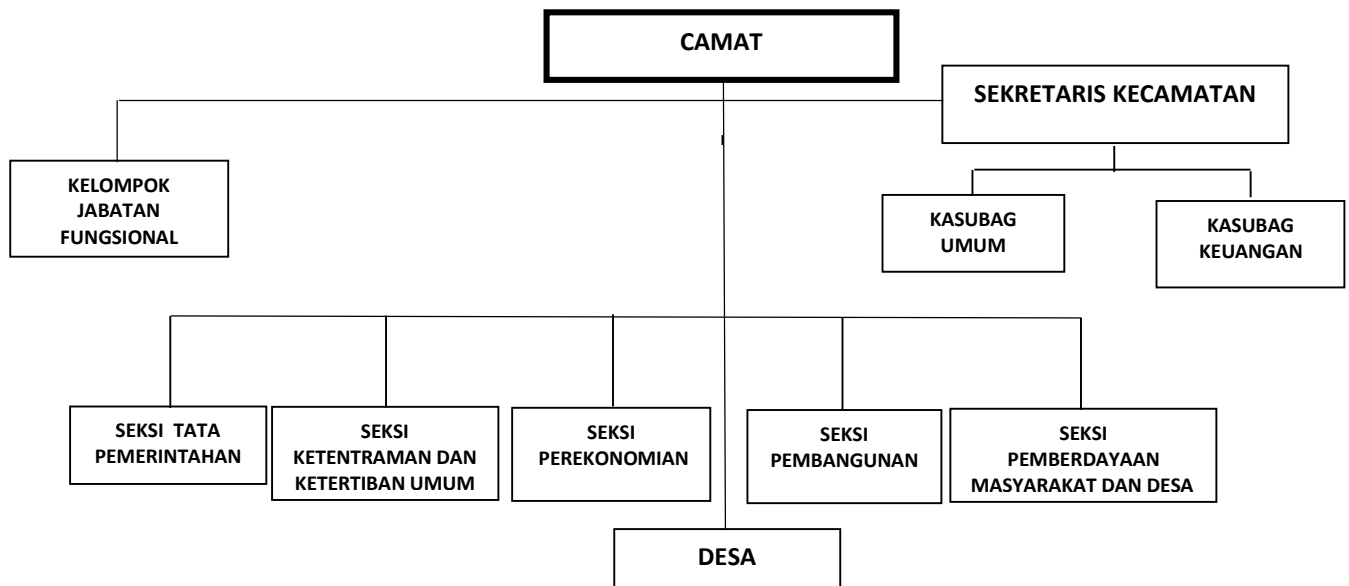 CAMAT
SEKRETARIS KECAMATAN
KELOMPOK
JABATAN
FUNGSIONAL
KASUBAG
UMUM
KASUBAG
KEUANGAN
SEKSI TATA
PEMERINTAHAN
SEKSI
KETENTRAMAN DAN
KETERTIBAN UMUM
SEKSI
PEREKONOMIAN
SEKSI
PEMBANGUNAN
SEKSI
PEMBERDAYAAN
MASYARAKAT DAN DESA
DESA